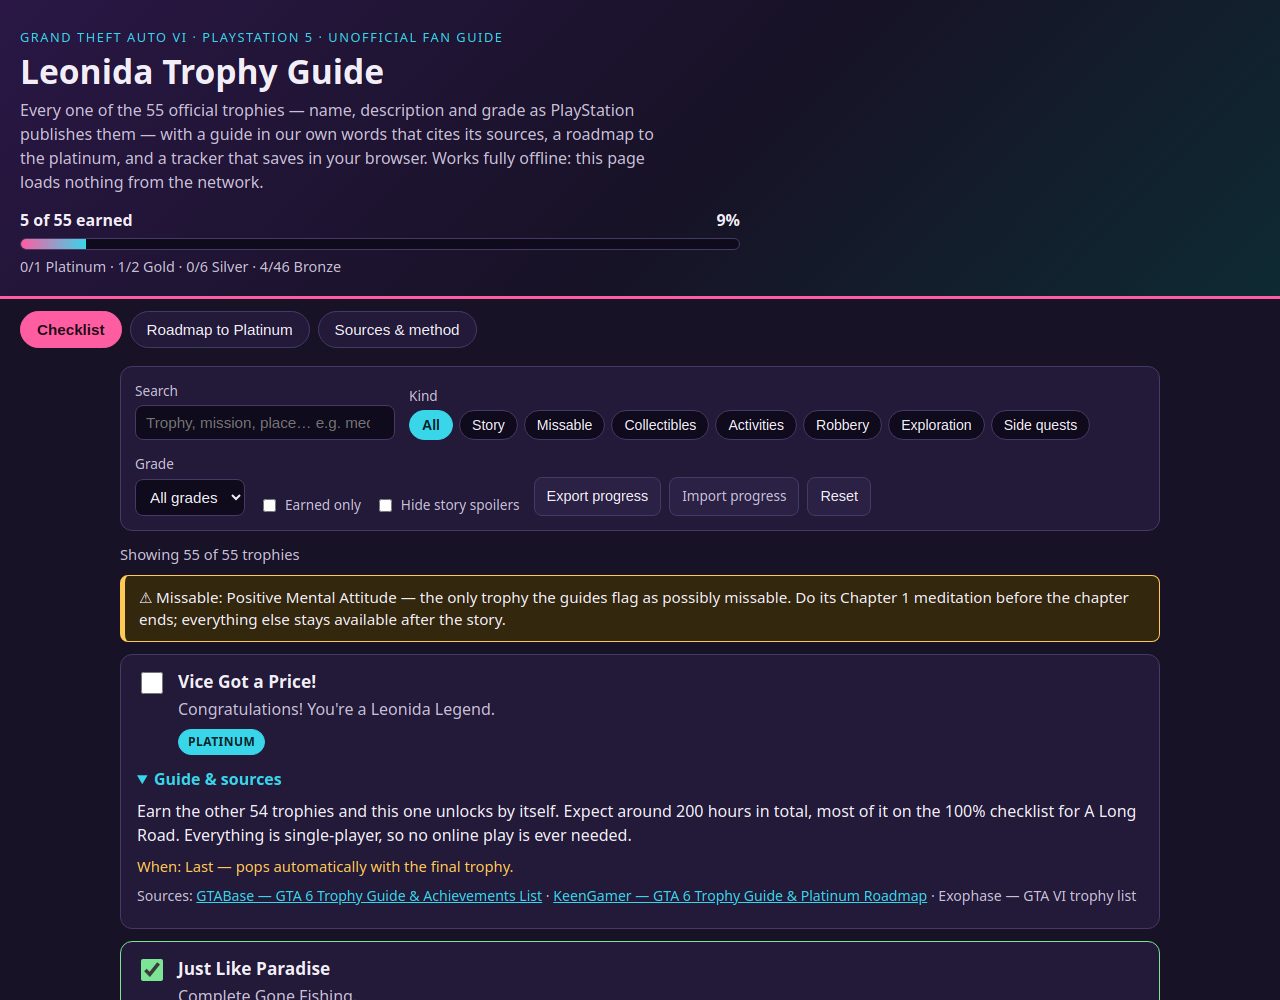 GRAND THEFT AUTO VI · PLAYSTATION 5 · UNOFFICIAL FAN GUIDE
Leonida Trophy Guide
Every one of the 55 official trophies — name, description and grade as PlayStation
publishes them — with a guide in our own words that cites its sources, a roadmap to
the platinum, and a tracker that saves in your browser. Works fully offline: this page
loads nothing from the network.
5 of 55 earned 9%
0/1 Platinum · 1/2 Gold · 0/6 Silver · 4/46 Bronze
Checklist Roadmap to Platinum Sources & method
Search Kind
Trophy, mission, place… e.g. med All Story Missable Collectibles Activities Robbery Exploration Side quests
Grade
All grades Earned only Hide story spoilers Export progress Import progress Reset
Showing 55 of 55 trophies
⚠ Missable: Positive Mental Attitude — the only trophy the guides flag as possibly missable. Do its Chapter 1 meditation before the chapter
ends; everything else stays available after the story.
Vice Got a Price!
Congratulations! You're a Leonida Legend.
PLATINUM
▼ Guide & sources
Earn the other 54 trophies and this one unlocks by itself. Expect around 200 hours in total, most of it on the 100% checklist for A Long
Road. Everything is single-player, so no online play is ever needed.
When: Last — pops automatically with the final trophy.
Sources: GTABase — GTA 6 Trophy Guide & Achievements List · KeenGamer — GTA 6 Trophy Guide & Platinum Roadmap · Exophase — GTA VI trophy list
Just Like Paradise
Complete Gone Fishing.